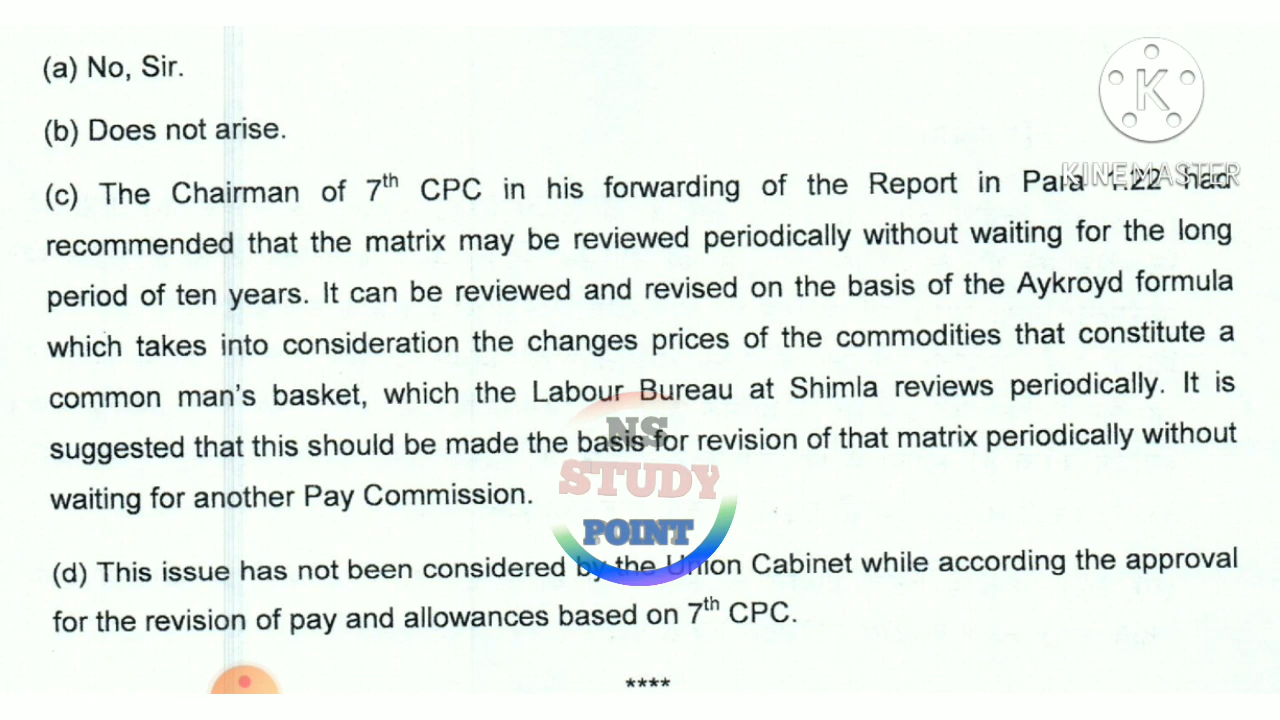 (a) No, Sir.
K
(b) Does not arise.
KINEMASTER
(c) The Chairman of 7th CPC in his forwarding of the Report in Para 1.22 had
recommended that the matrix may be reviewed periodically without waiting for the long
period of ten years. It can be reviewed and revised on the basis of the Aykroyd formula
which takes into consideration the changes prices of the commodities that constitute a
common man's basket, which the Labour Bureau at Shimla reviews periodically. It is
suggested that this should be made the basis for revision of that matrix periodically without
waiting for another Pay Commission.
NS
STUDY
POINT
(d) This issue has not been considered by the Union Cabinet while according the approval
for the revision of pay and allowances based on 7th CPC.
****